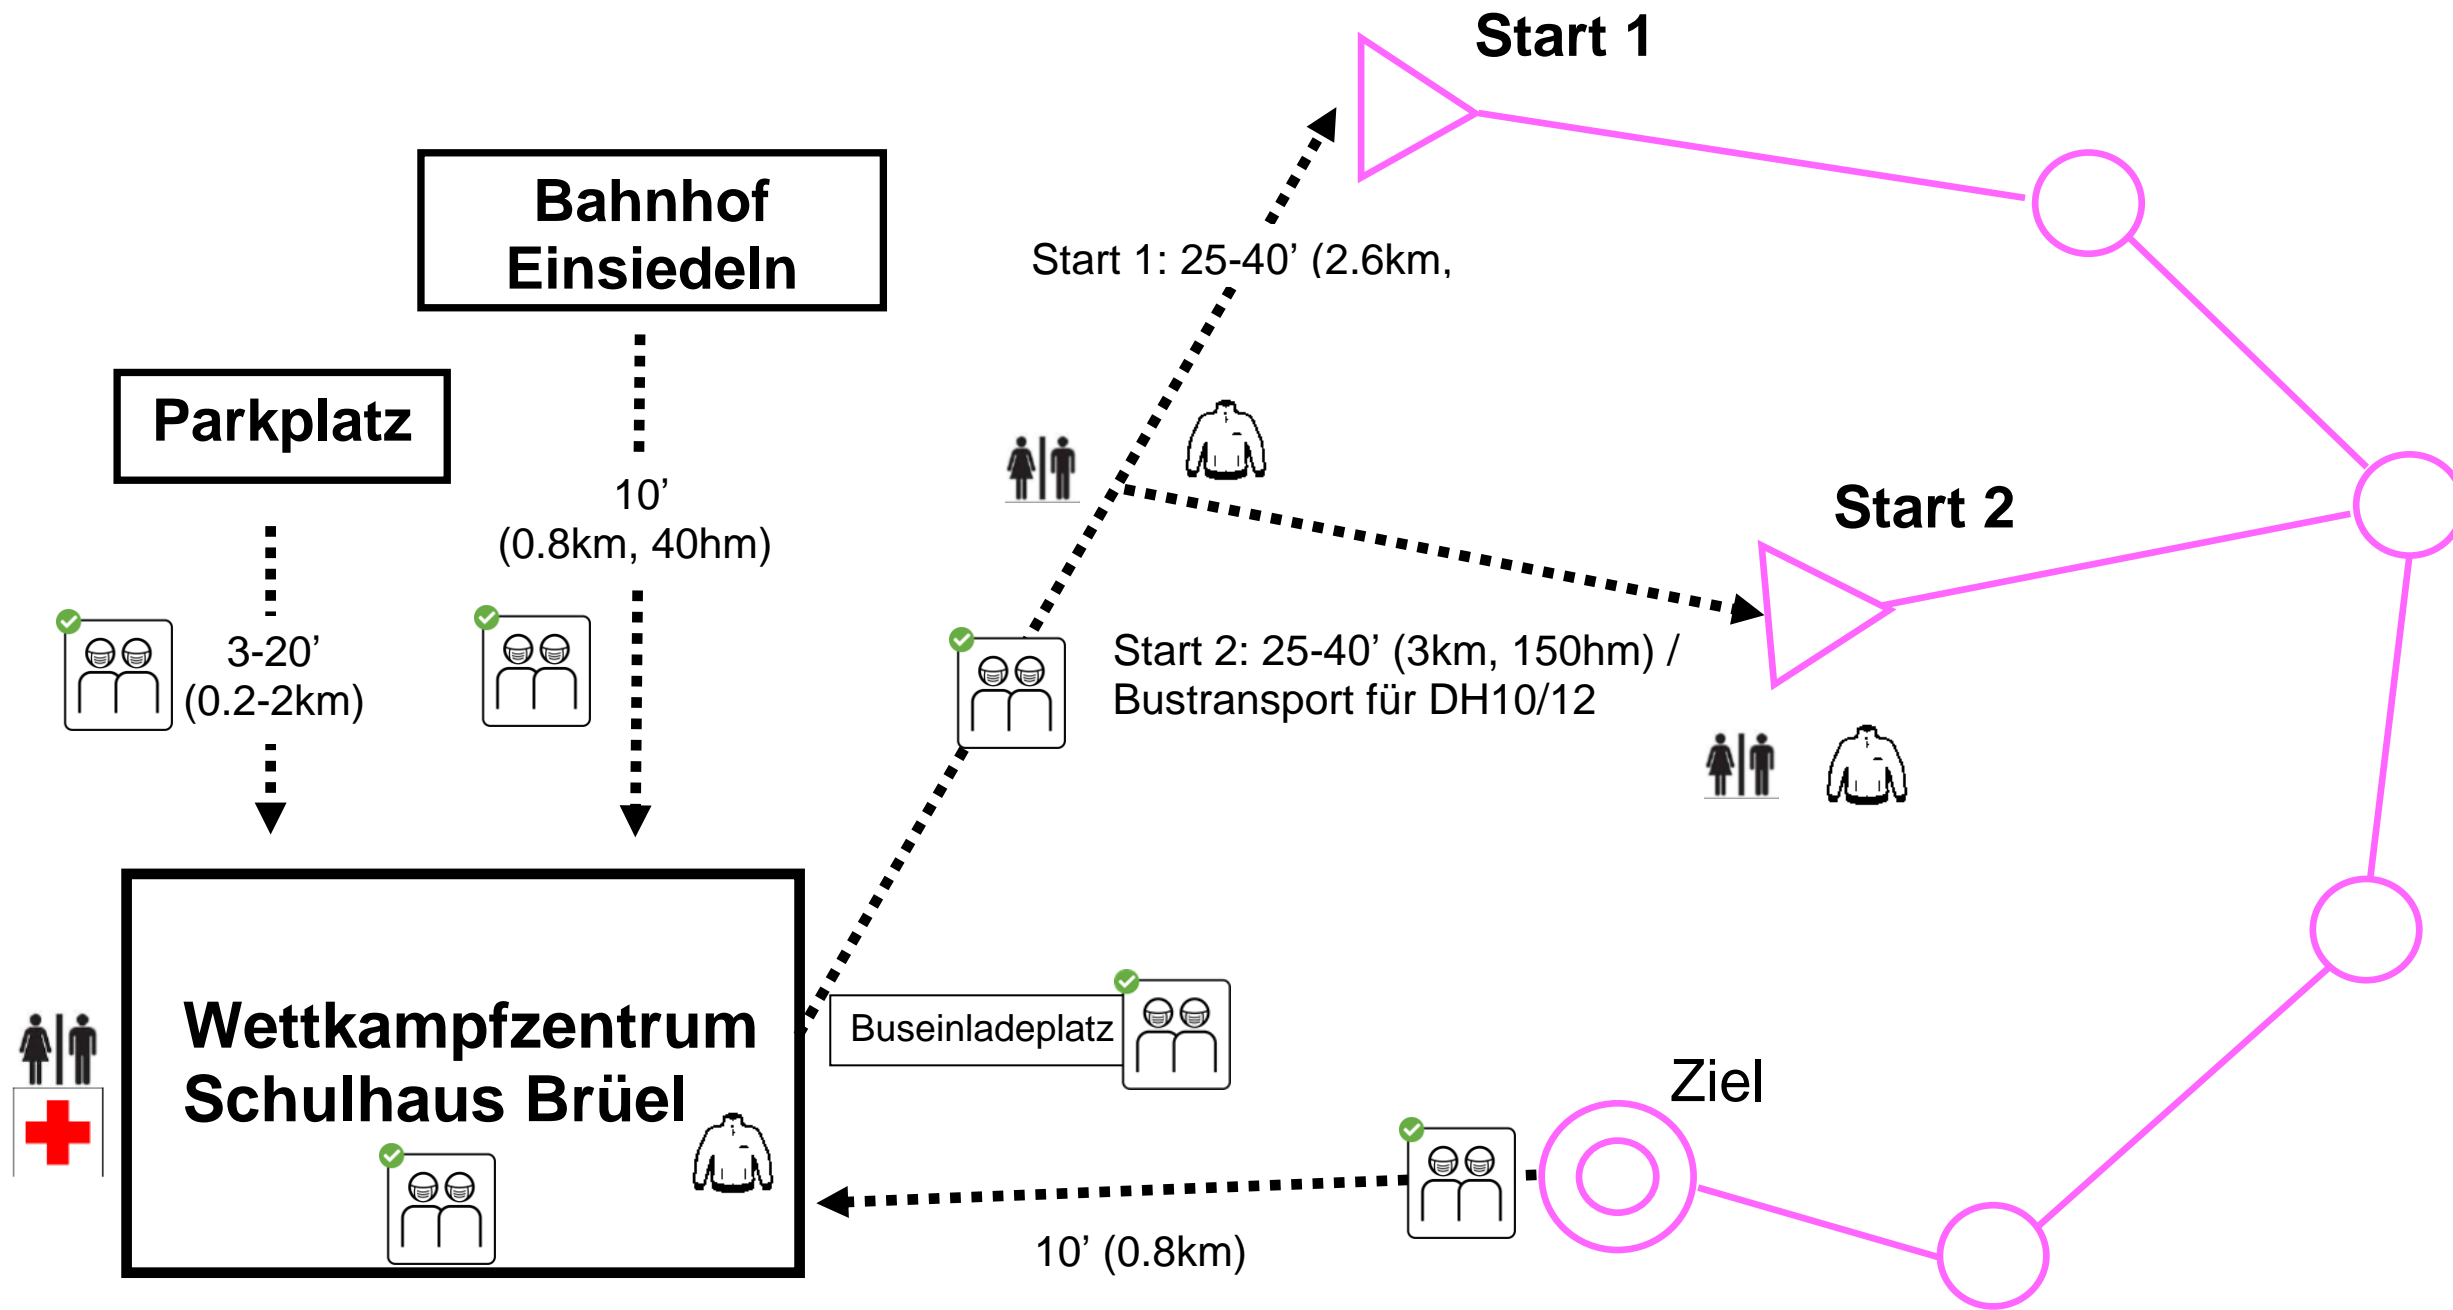 Start 1
Bahnhof
Einsiedeln
Start 1: 25-40’ (2.6km,
Parkplatz
10’
(0.8km, 40hm)
Start 2
3-20’
(0.2-2km)
Start 2: 25-40’ (3km, 150hm) /
Bustransport für DH10/12
Wettkampfzentrum
Schulhaus Brüel
Buseinladeplatz
Ziel
10’ (0.8km)